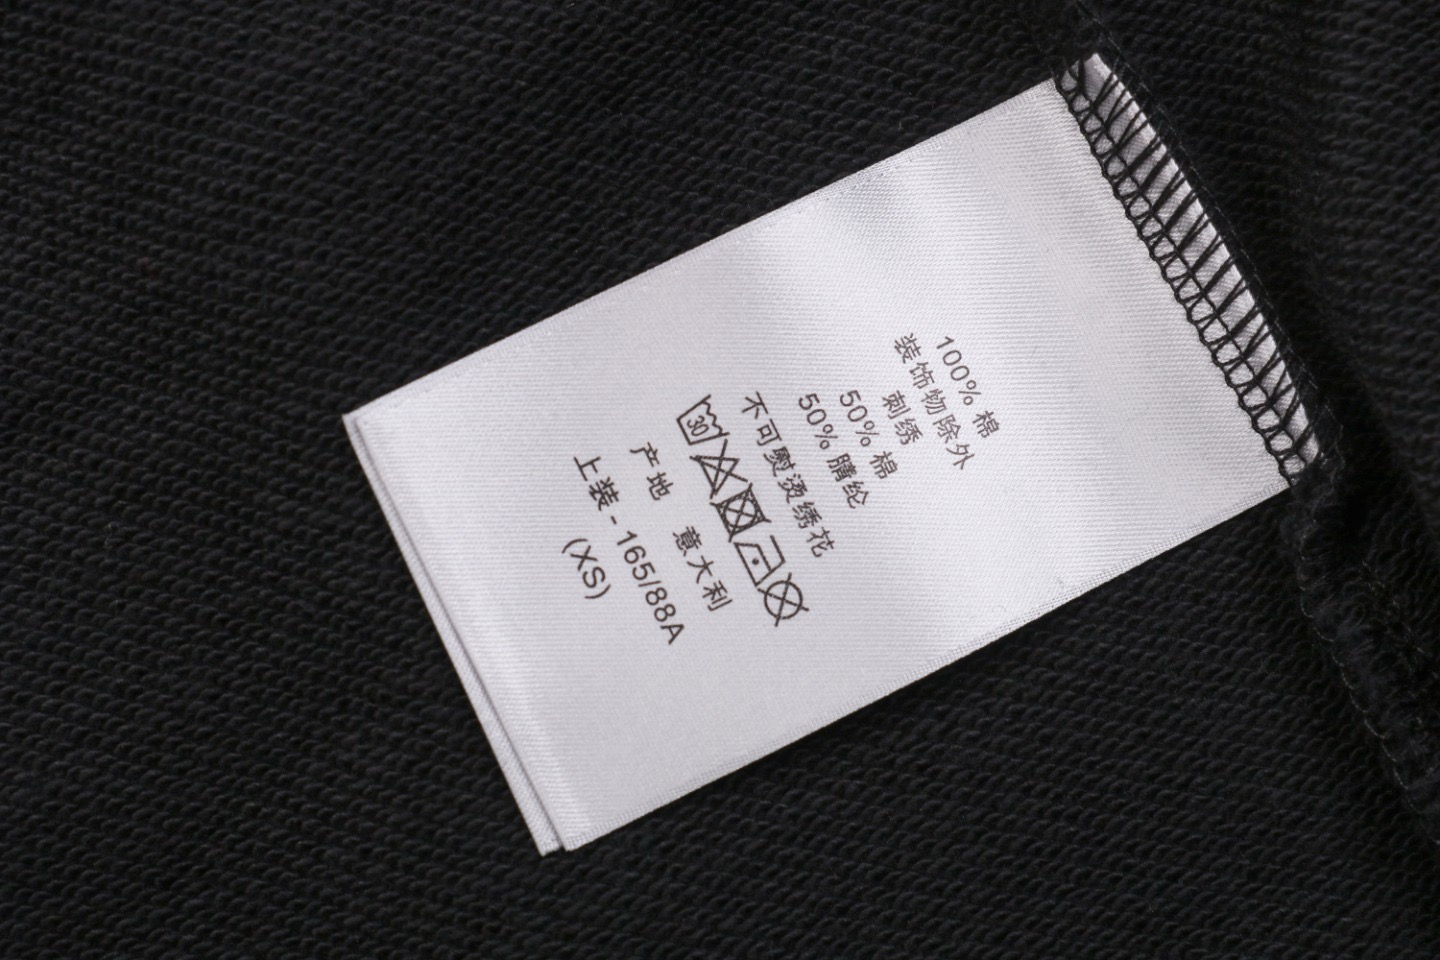 100% 棉
装饰物除外
刺绣
50% 棉
50% 腈纶
不可熨烫绣花
30
产地 意大利
上装 - 165/88A
(XS)